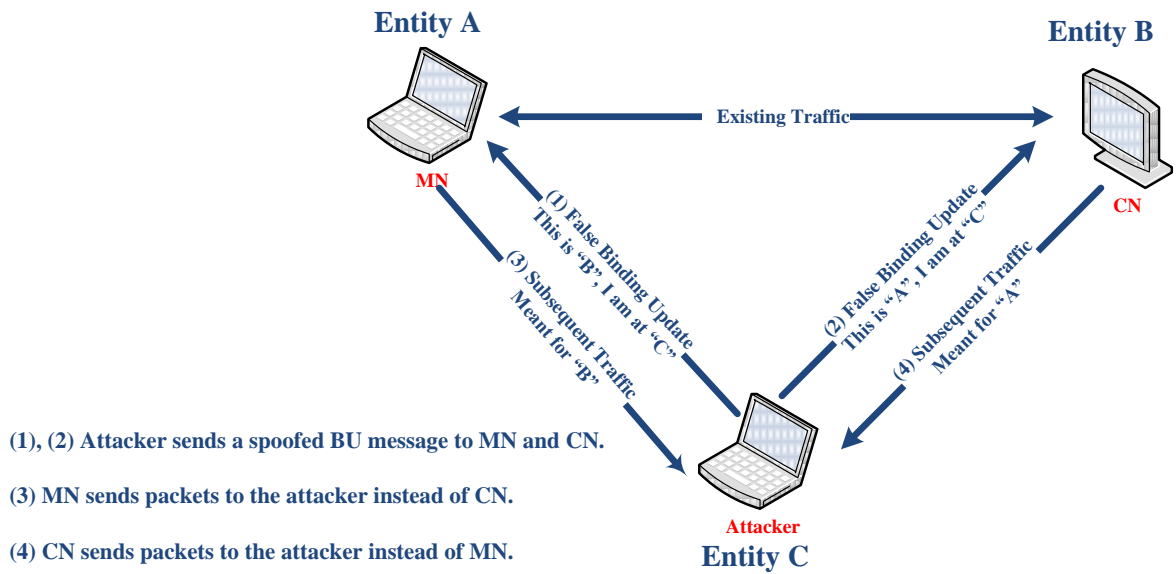 Entity A
Entity B
Existing Traffic
MN
CN
(1) False Binding Update
This is “B”, I am at “C”
(3) Subsequent Traffic
Meant for “B”
(2) False Binding Update
This is “A”, I am at “C”
(4) Subsequent Traffic
Meant for “A”
(1), (2) Attacker sends a spoofed BU message to MN and CN.
(3) MN sends packets to the attacker instead of CN.
(4) CN sends packets to the attacker instead of MN.
Attacker
Entity C